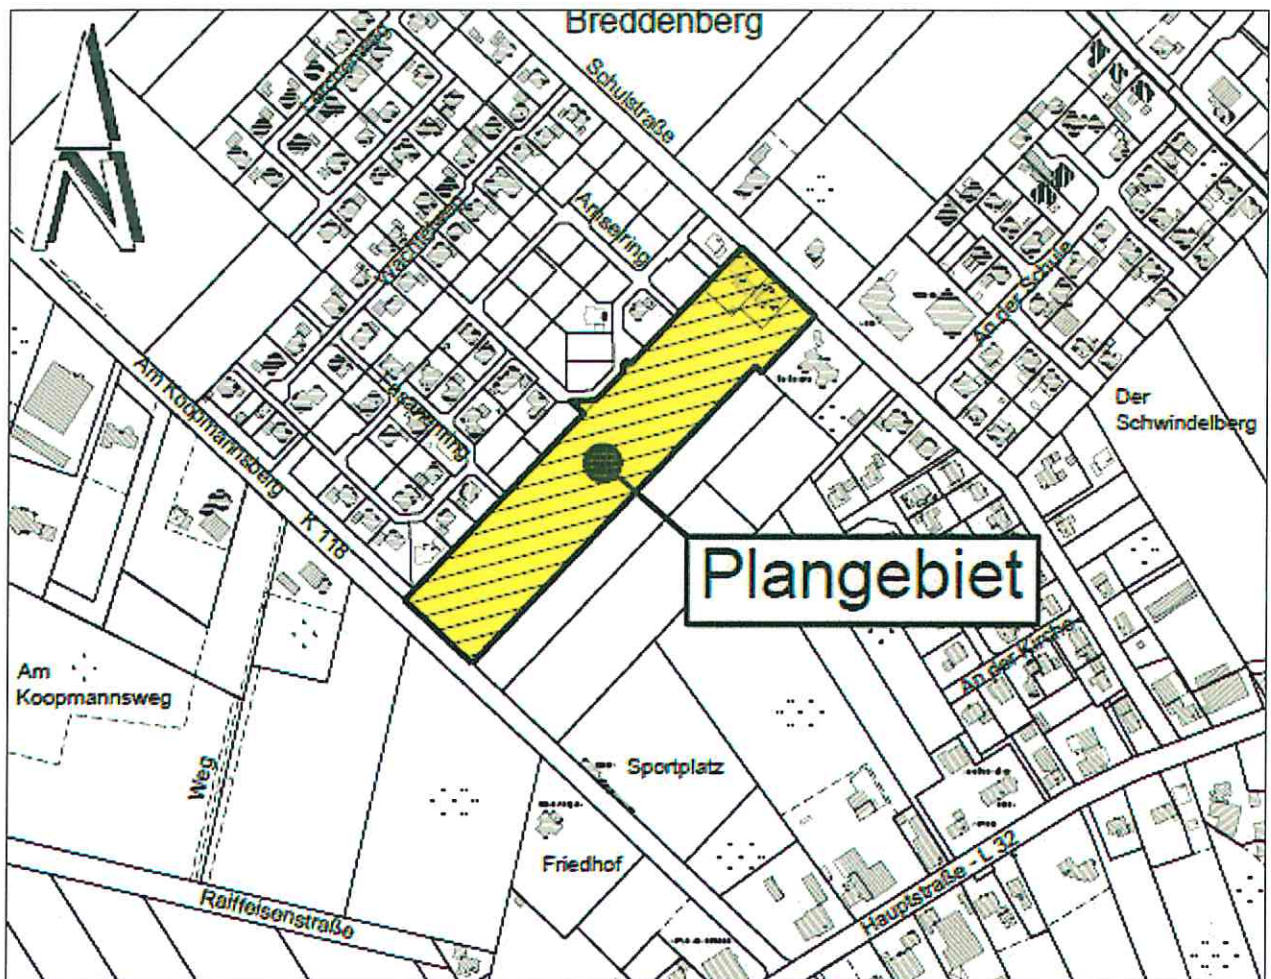 Breddenberg
Schulstraße
Amselring
An der Schule
Der
Schwindelberg
Am Koopmannsberg
K 118
Plangebiet
An der Kirche
Am
Koopmannsweg
Weg
Sportplatz
Friedhof
Hauptstraße - L 32
Raiffeisenstraße
N